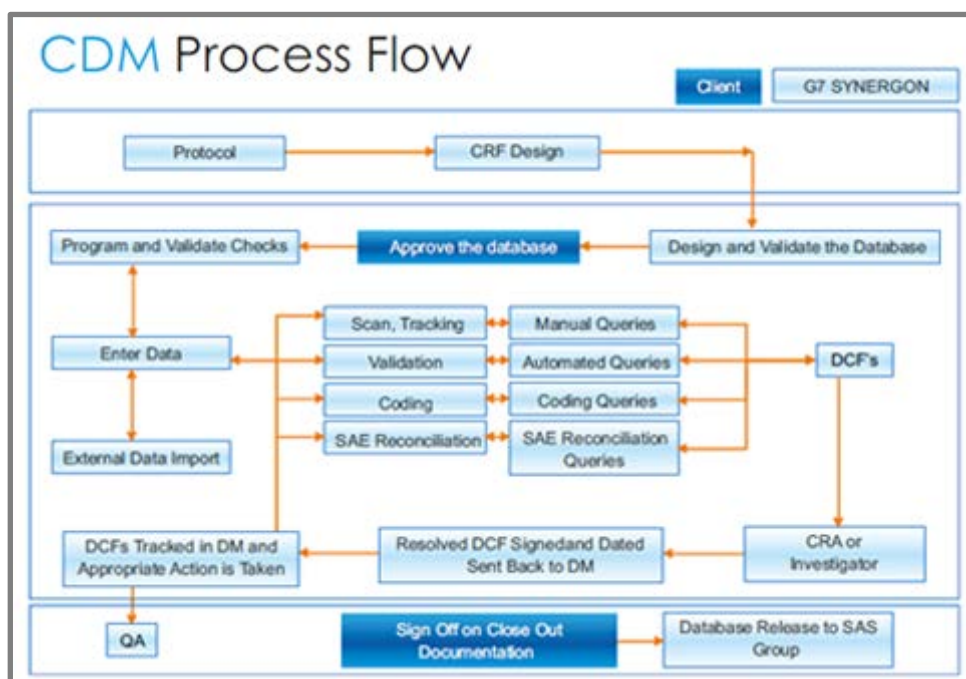 CDM Process Flow
Client
G7 SYNERGON
Protocol
CRF Design
Program and Validate Checks
Approve the database
Design and Validate the Database
Scan, Tracking
Manual Queries
Enter Data
Validation
Automated Queries
DCF's
Coding
Coding Queries
External Data Import
SAE Reconciliation
SAE Reconciliation
Queries
DCFs Tracked in DM and
Appropriate Action is Taken
Resolved DCF Signedand Dated
Sent Back to DM
CRA or
Investigator
QA
Sign Off on Close Out
Documentation
Database Release to SAS
Group